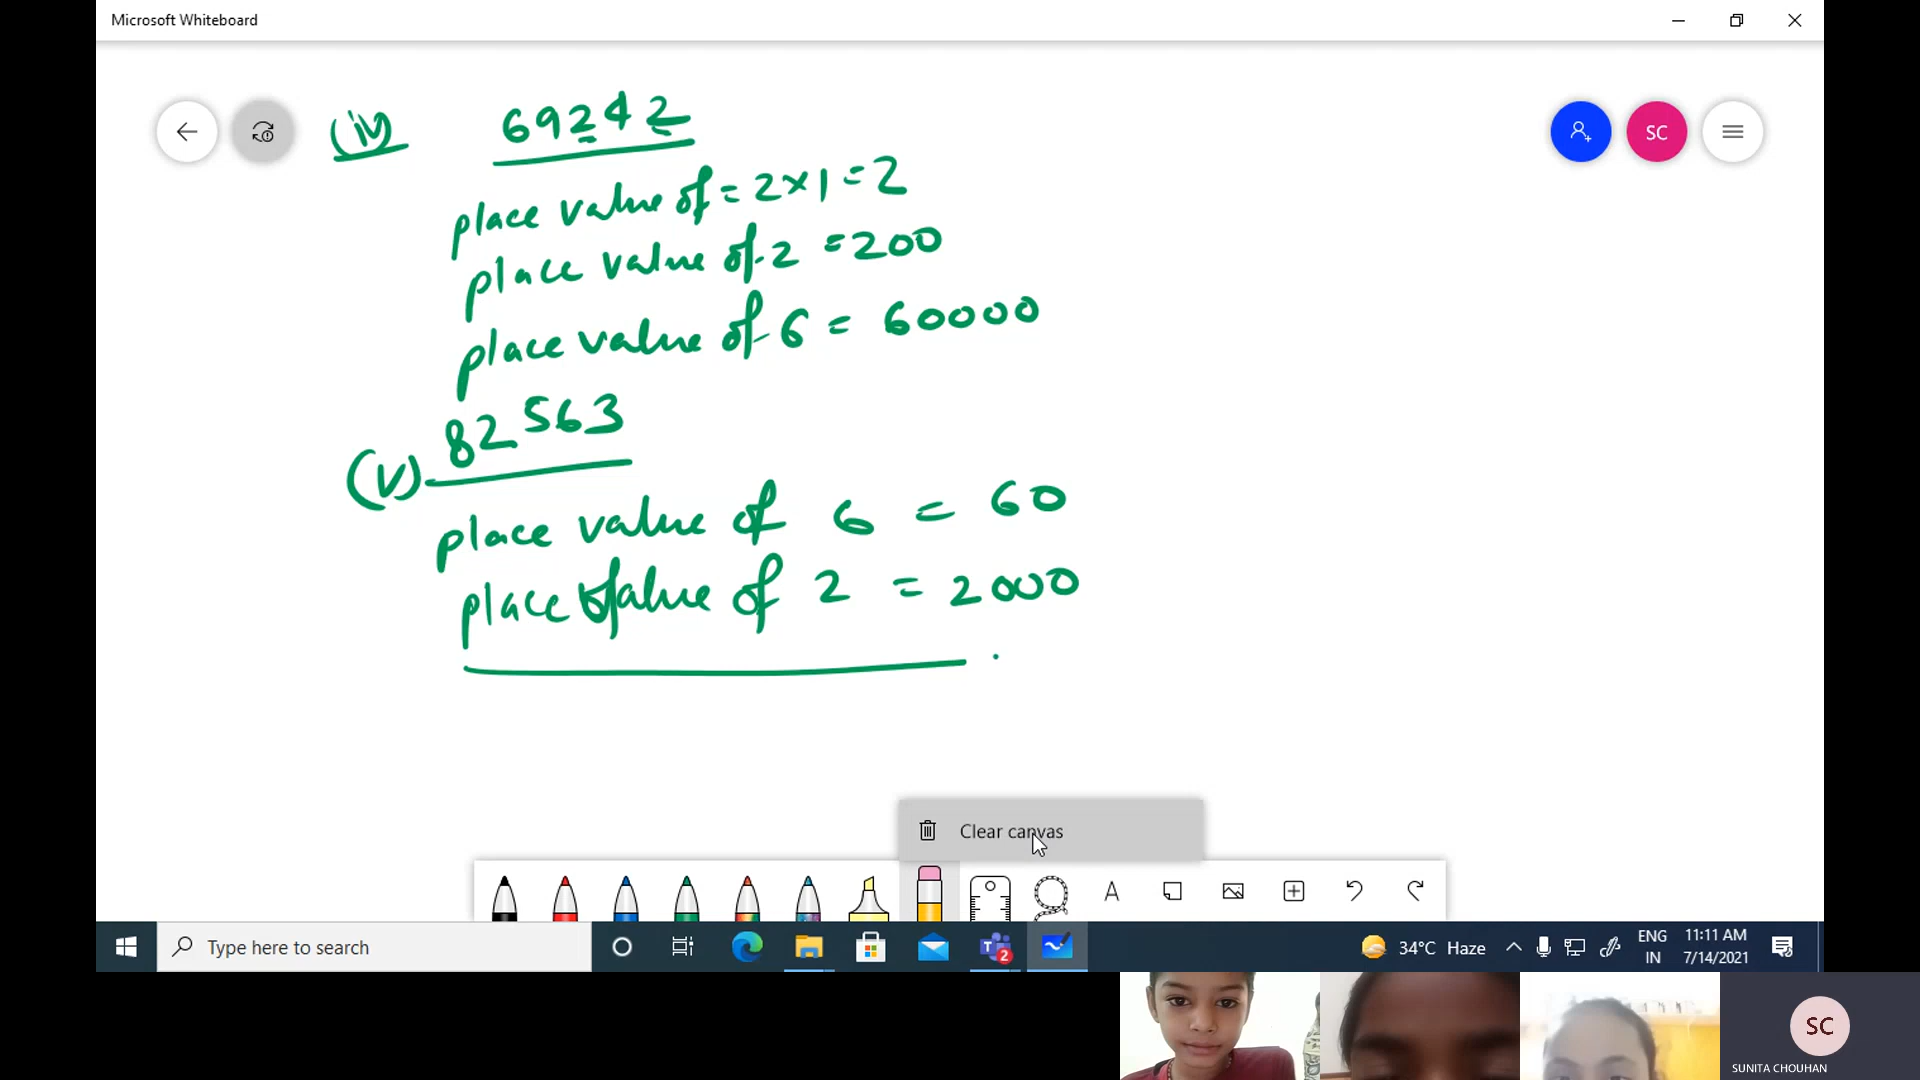 Microsoft Whiteboard
(iv) 69242
place value of = 2×1 = 2
place value of 2 = 200
place value of 6 = 60000
(v) 82563
place value of 6 = 60
place value of 2 = 2000
SC
Clear canvas
A
Type here to search
2
34°C Haze
ENG
IN
11:11 AM
7/14/2021
SC
SUNITA CHOUHAN